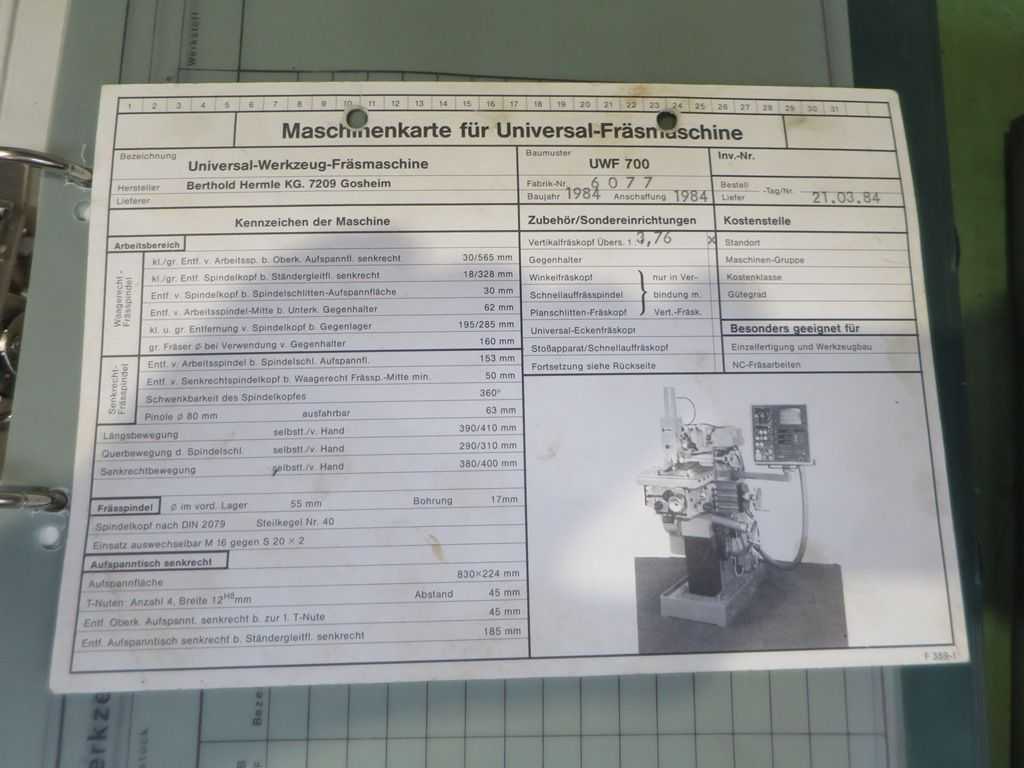 Werkstoff
1 2 3 4 5 6 7 8 9 10 11 12 13 14 15 16 17 18 19 20 21 22 23 24 25 26 27 28 29 30 31
Maschinenkarte für Universal-Fräsmaschine
Bezeichnung
Universal-Werkzeug-Fräsmaschine
Hersteller Berthold Hermle KG. 7209 Gosheim
Lieferer
Baumuster
UWF 700
Fabrik-Nr. 6077
Baujahr 1984 Anschaffung 1984
Inv.-Nr.
Bestell
Liefer -Tag/Nr. 21.03.84
Kennzeichen der Maschine
Arbeitsbereich
Waagerecht-
Frässpindel
kl./gr. Entf. v. Arbeitssp. b. Oberk. Aufspannfl. senkrecht 30/565 mm
kl./gr. Entf. Spindelkopf b. Ständergleitfl. senkrecht 18/328 mm
Entf. v. Spindelkopf b. Spindelschlitten-Aufspannfläche 30 mm
Entf. v. Arbeitsspindel-Mitte b. Unterk. Gegenhalter 62 mm
kl. u. gr. Entfernung v. Spindelkopf b. Gegenlager 195/285 mm
gr. Fräser ⌀ bei Verwendung v. Gegenhalter 160 mm
Senkrecht-
Frässpindel
Entf. v. Arbeitsspindel b. Spindelschl. Aufspannfl. 153 mm
Entf. v. Senkrechtspindelkopf b. Waagerecht Frässp.-Mitte min. 50 mm
Schwenkbarkeit des Spindelkopfes 360°
Pinole ⌀ 80 mm ausfahrbar 63 mm
Längsbewegung selbstt./v. Hand 390/410 mm
Querbewegung d. Spindelschl. selbstt./v. Hand 290/310 mm
Senkrechtbewegung selbstt./v. Hand 380/400 mm
Frässpindel ⌀ im vord. Lager 55 mm Bohrung 17mm
Spindelkopf nach DIN 2079 Steilkegel Nr. 40
Einsatz auswechselbar M 16 gegen S 20 × 2
Aufspanntisch senkrecht
Aufspannfläche 830×224 mm
T-Nuten: Anzahl 4, Breite 12H8mm Abstand 45 mm
Entf. Oberk. Aufspannt. senkrecht b. zur 1. T-Nute 45 mm
Entf. Aufspanntisch senkrecht b. Ständergleitfl. senkrecht 185 mm
Zubehör/Sondereinrichtungen
Vertikalfräskopf Übers. 1: 3,76 x
Gegenhalter
Winkelfräskopf
Schnellauffrässpindel
Planschlitten-Fräskopf
nur in Ver-
bindung m.
Vert.-Fräsk.
Universal-Eckenfräskopf
Stoßapparat/Schnellauffräskopf
Fortsetzung siehe Rückseite
Kostenstelle
Standort
Maschinen-Gruppe
Kostenklasse
Gütegrad
Besonders geeignet für
Einzelfertigung und Werkzeugbau
NC-Fräsarbeiten
F 389-1